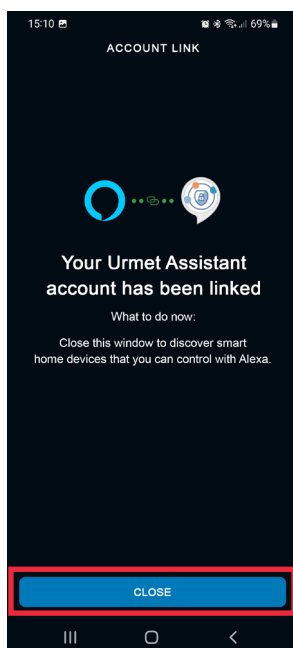 15:10 69%
ACCOUNT LINK
Your Urmet Assistant
account has been linked
What to do now:
Close this window to discover smart
home devices that you can control with Alexa.
CLOSE